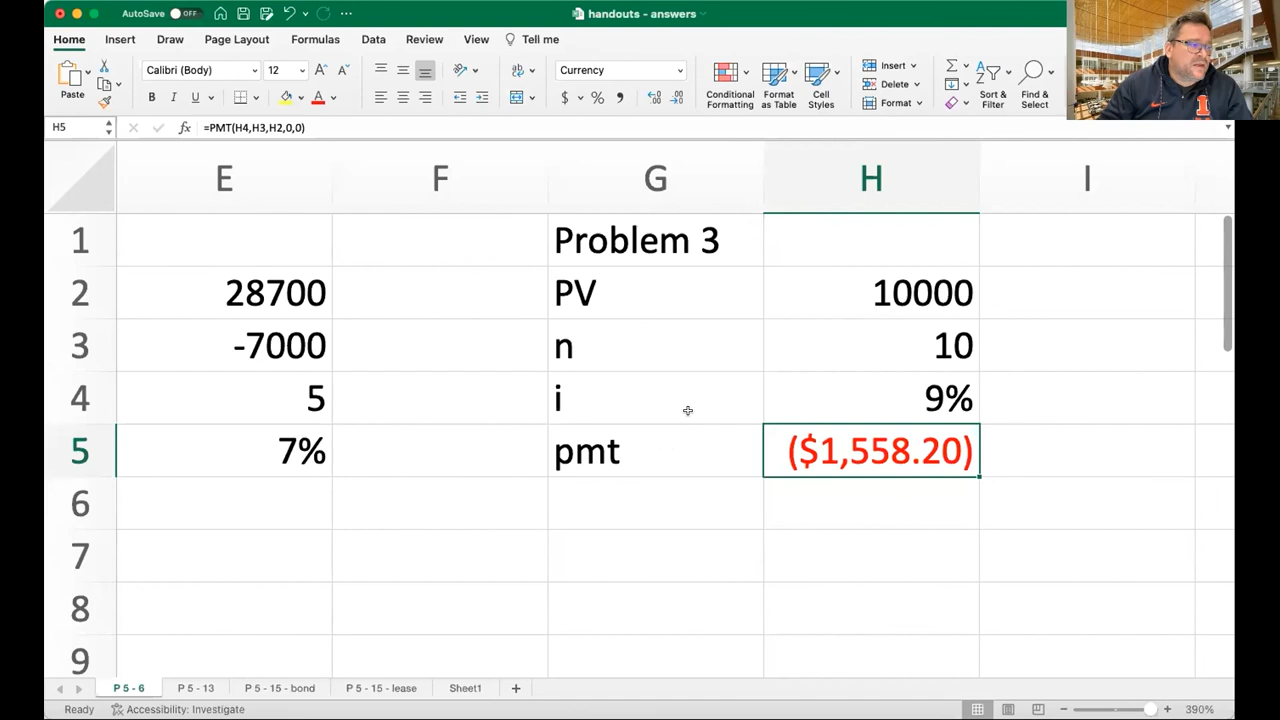 AutoSave OFF
handouts - answers
Home Insert Draw Page Layout Formulas Data Review View Tell me
Paste
Calibri (Body) 12
B I U
Currency
$ % ,
Conditional Formatting
Format as Table
Cell Styles
Insert
Delete
Format
Sort & Filter
Find & Select
H5 fx =PMT(H4,H3,H2,0,0)
E F G H I
1 Problem 3
2 28700 PV 10000
3 -7000 n 10
4 5 i 9%
5 7% pmt ($1,558.20)
6
7
8
9
P 5 - 6 P 5 - 13 P 5 - 15 - bond P 5 - 15 - lease Sheet1 +
Ready Accessibility: Investigate 390%